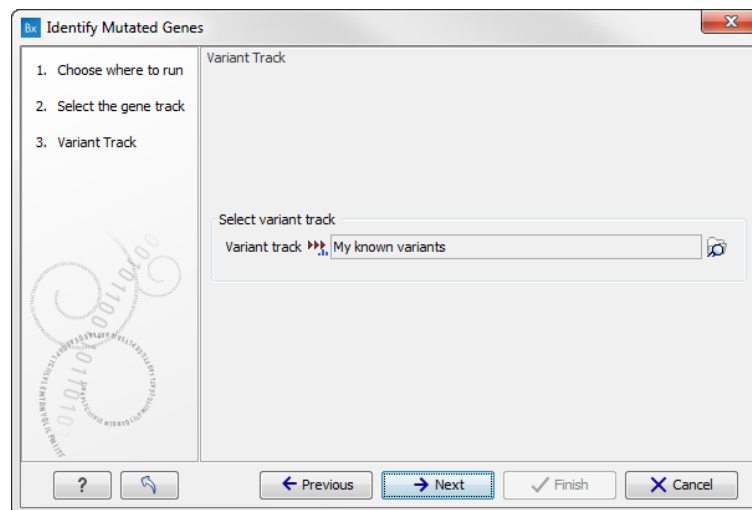 Bx Identify Mutated Genes
x
1. Choose where to run
2. Select the gene track
3. Variant Track
Variant Track
Select variant track
Variant track My known variants
? Previous Next Finish Cancel